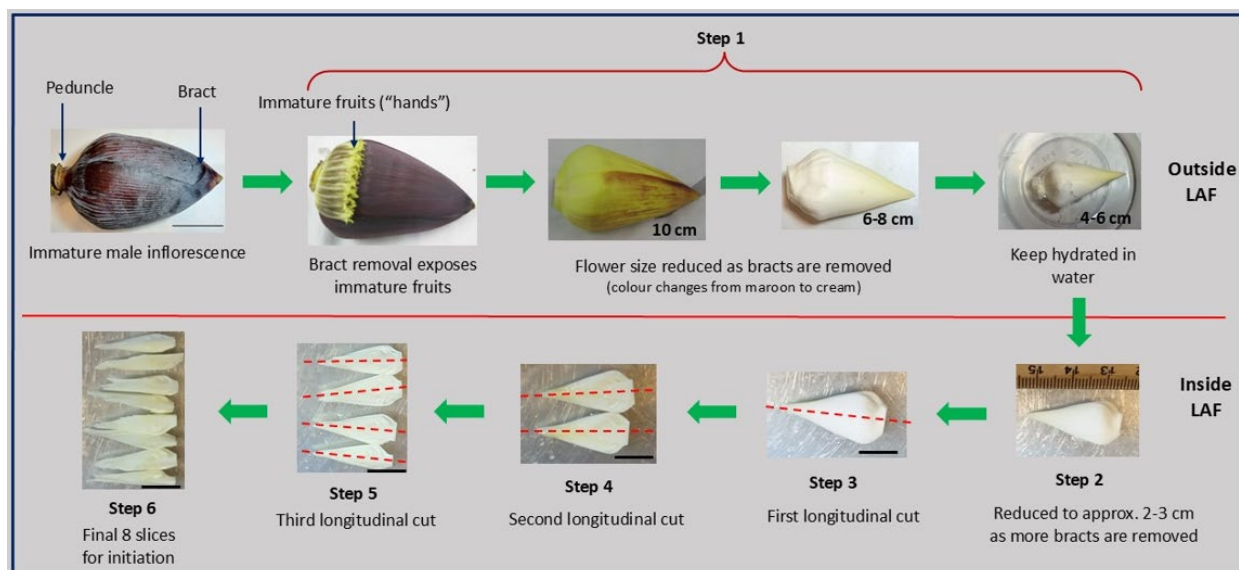 Step 1
Peduncle
Bract
Immature fruits (“hands”)
10 cm
6-8 cm
4-6 cm
Outside
LAF
Immature male inflorescence
Bract removal exposes
immature fruits
Flower size reduced as bracts are removed
(colour changes from maroon to cream)
Keep hydrated in
water
Inside
LAF
Step 2
Reduced to approx. 2-3 cm
as more bracts are removed
Step 3
First longitudinal cut
Step 4
Second longitudinal cut
Step 5
Third longitudinal cut
Step 6
Final 8 slices
for initiation